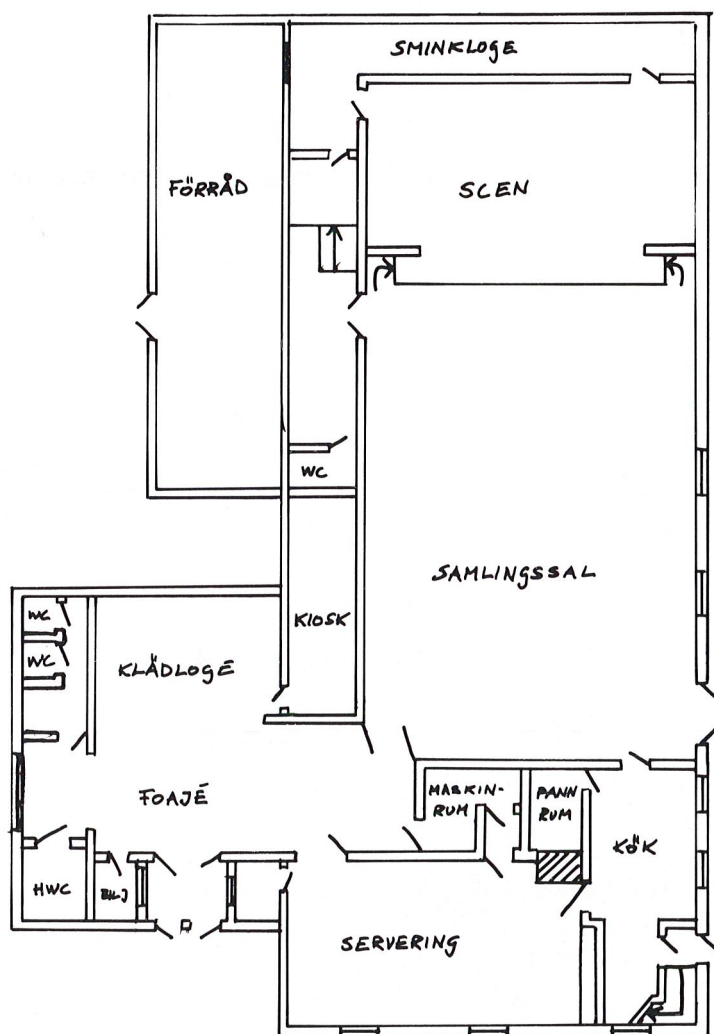 SMINKLOGE
FÖRRÅD
SCEN
WC
SAMLINGSSAL
KIOSK
WC
WC
KLÄDLOGE
FOAJÉ
MASKIN-
RUM
PANN
RUM
KÖK
HWC
BILJ
SERVERING